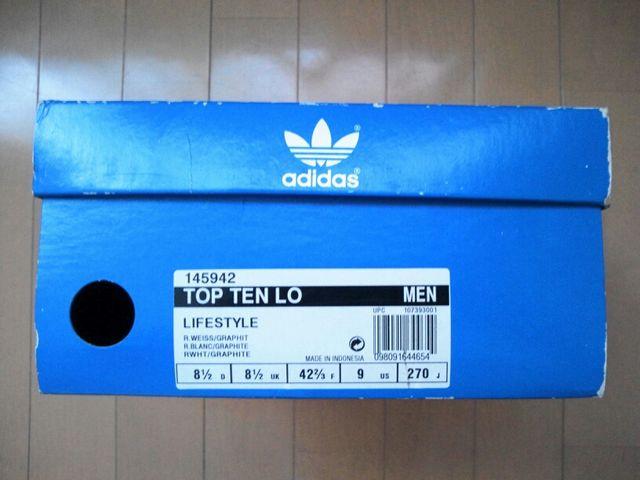 adidas®
145942
TOP TEN LO MEN
UPC 107393001
LIFESTYLE
R.WEISS/GRAPHIT
R.BLANC/GRAPHITE
RWHT/GRAPHITE
MADE IN INDONESIA
098091644654
8½ D 8½ UK 42⅔ F 9 US 270 J